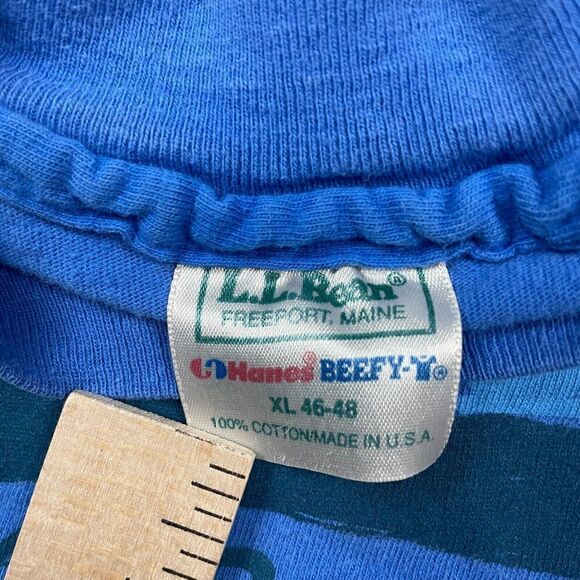 L.L.Bean®
FREEPORT, MAINE
Hanes® BEEFY-T®
XL 46-48
100% COTTON/MADE IN U.S.A.